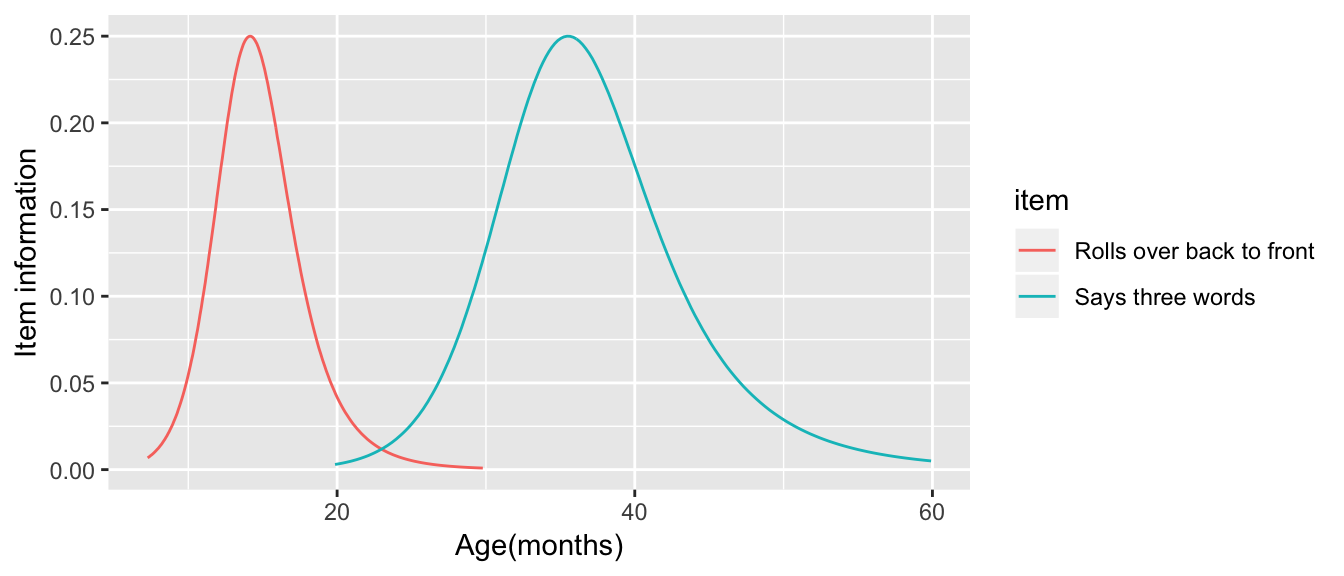 Item information
0.25
0.20
0.15
0.10
0.05
0.00
20
40
60
Age(months)
item
Rolls over back to front
Says three words